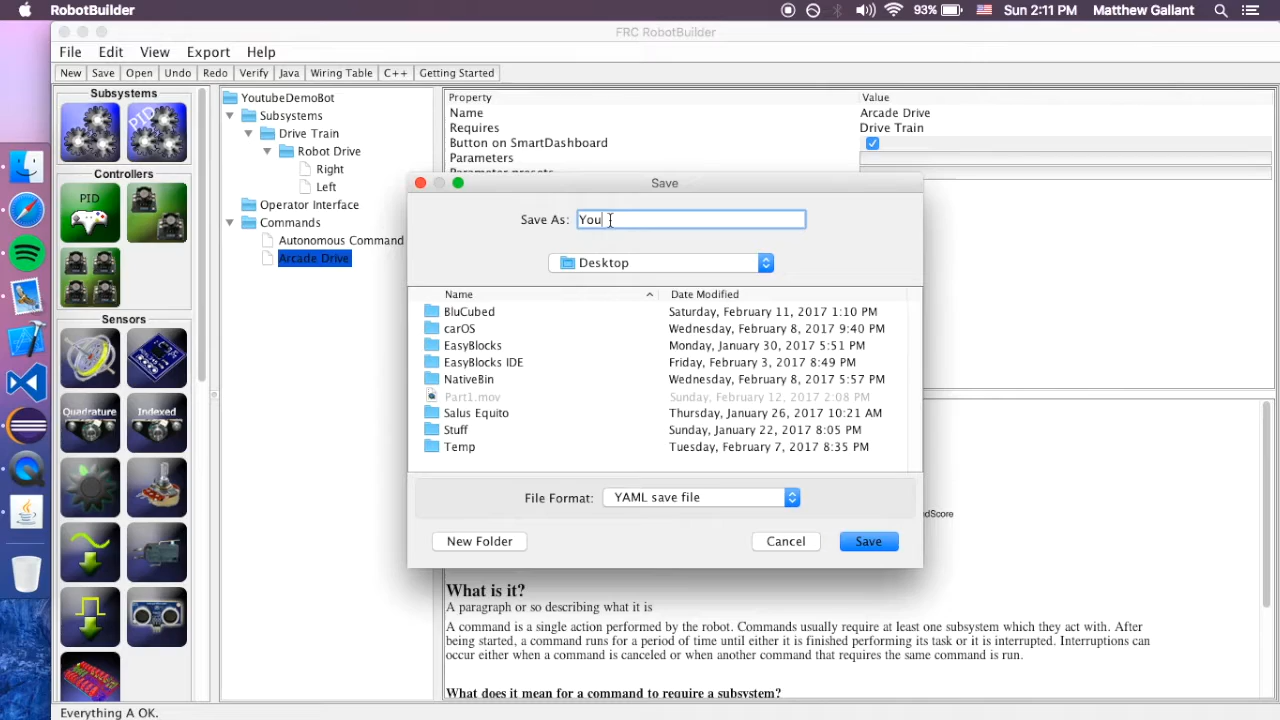 RobotBuilder 93% Sun 2:11 PM Matthew Gallant
FRC RobotBuilder
File Edit View Export Help
New Save Open Undo Redo Verify Java Wiring Table C++ Getting Started
Subsystems
PID
Controllers
PID
Sensors
Quadrature Indexed
YoutubeDemoBot
Subsystems
Drive Train
Robot Drive
Right
Left
Operator Interface
Commands
Autonomous Command
Arcade Drive
Property Value
Name Arcade Drive
Requires Drive Train
Button on SmartDashboard
Parameters
Parameter presets
Save
Save As: You
Desktop
Name Date Modified
BluCubed Saturday, February 11, 2017 1:10 PM
carOS Wednesday, February 8, 2017 9:40 PM
EasyBlocks Monday, January 30, 2017 5:51 PM
EasyBlocks IDE Friday, February 3, 2017 8:49 PM
NativeBin Wednesday, February 8, 2017 5:57 PM
Part1.mov Sunday, February 12, 2017 2:08 PM
Salus Equito Thursday, January 26, 2017 10:21 AM
Stuff Sunday, January 22, 2017 8:05 PM
Temp Tuesday, February 7, 2017 8:35 PM
File Format: YAML save file
New Folder Cancel Save
edScore
What is it?
A paragraph or so describing what it is
A command is a single action performed by the robot. Commands usually require at least one subsystem which they act with. After
being started, a command runs for a period of time until either it is finished performing its task or it is interrupted. Interruptions can
occur either when a command is canceled or when another command that requires the same command is run.
What does it mean for a command to require a subsystem?
Everything A OK.